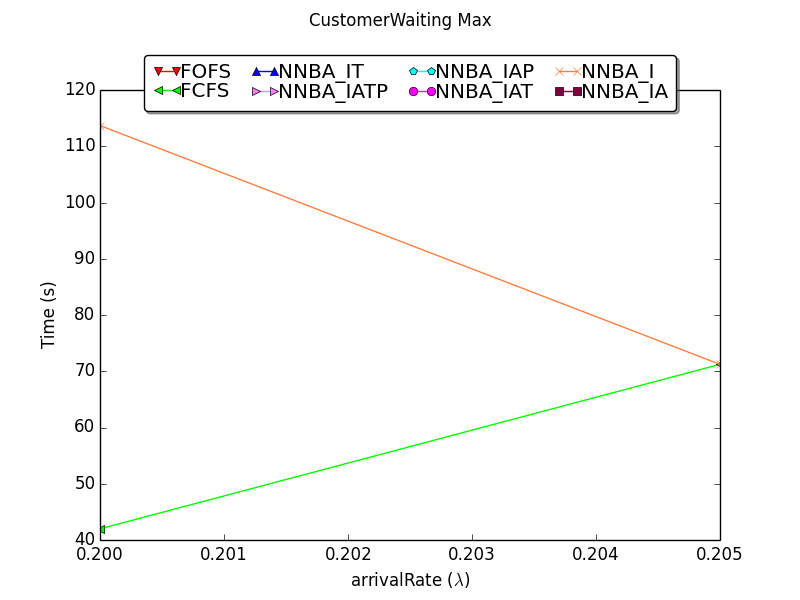 CustomerWaiting Max
FOFS NNBA_IT NNBA_IAP NNBA_I
FCFS NNBA_IATP NNBA_IAT NNBA_IA
120
110
100
90
80
70
60
50
40
Time (s)
0.200 0.201 0.202 0.203 0.204 0.205
arrivalRate (λ)